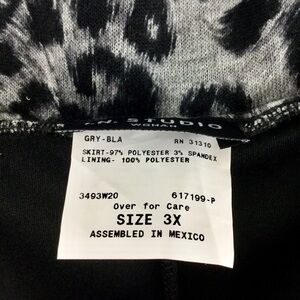 STUDIO
WOMAN
GRY-BLA RN 31310
SKIRT-97% POLYESTER 3% SPANDEX
LINING- 100% POLYESTER
3493W20 617199-P
Over for Care
SIZE 3X
ASSEMBLED IN MEXICO